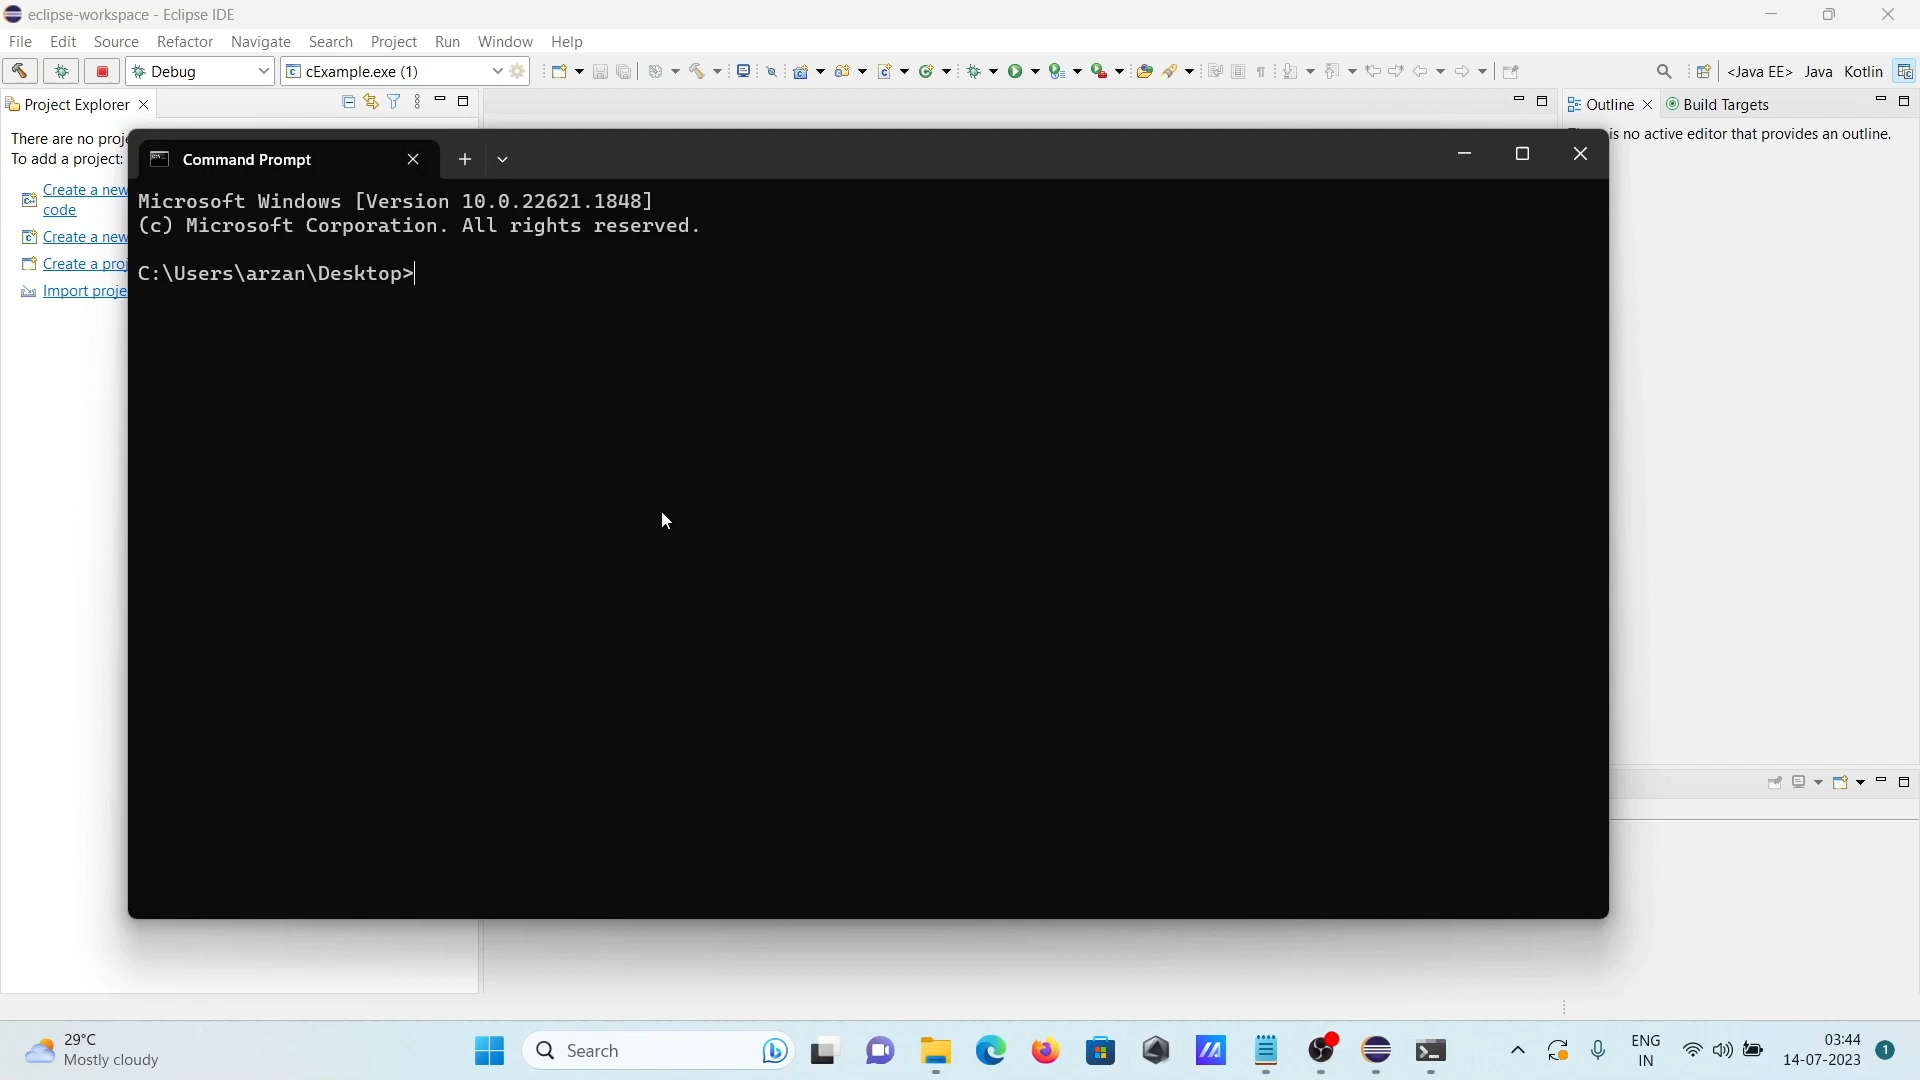 eclipse-workspace - Eclipse IDE
File Edit Source Refactor Navigate Search Project Run Window Help
Debug
cExample.exe (1)
<Java EE> Java Kotlin
Project Explorer
Outline
Build Targets
There are no proje
is no active editor that provides an outline.
To add a project:
Create a new
code
Create a new
Create a proj
Import proje
Command Prompt
Microsoft Windows [Version 10.0.22621.1848]
(c) Microsoft Corporation. All rights reserved.
C:\Users\arzan\Desktop>
29°C
Mostly cloudy
Search
ENG
IN
03:44
14-07-2023
1